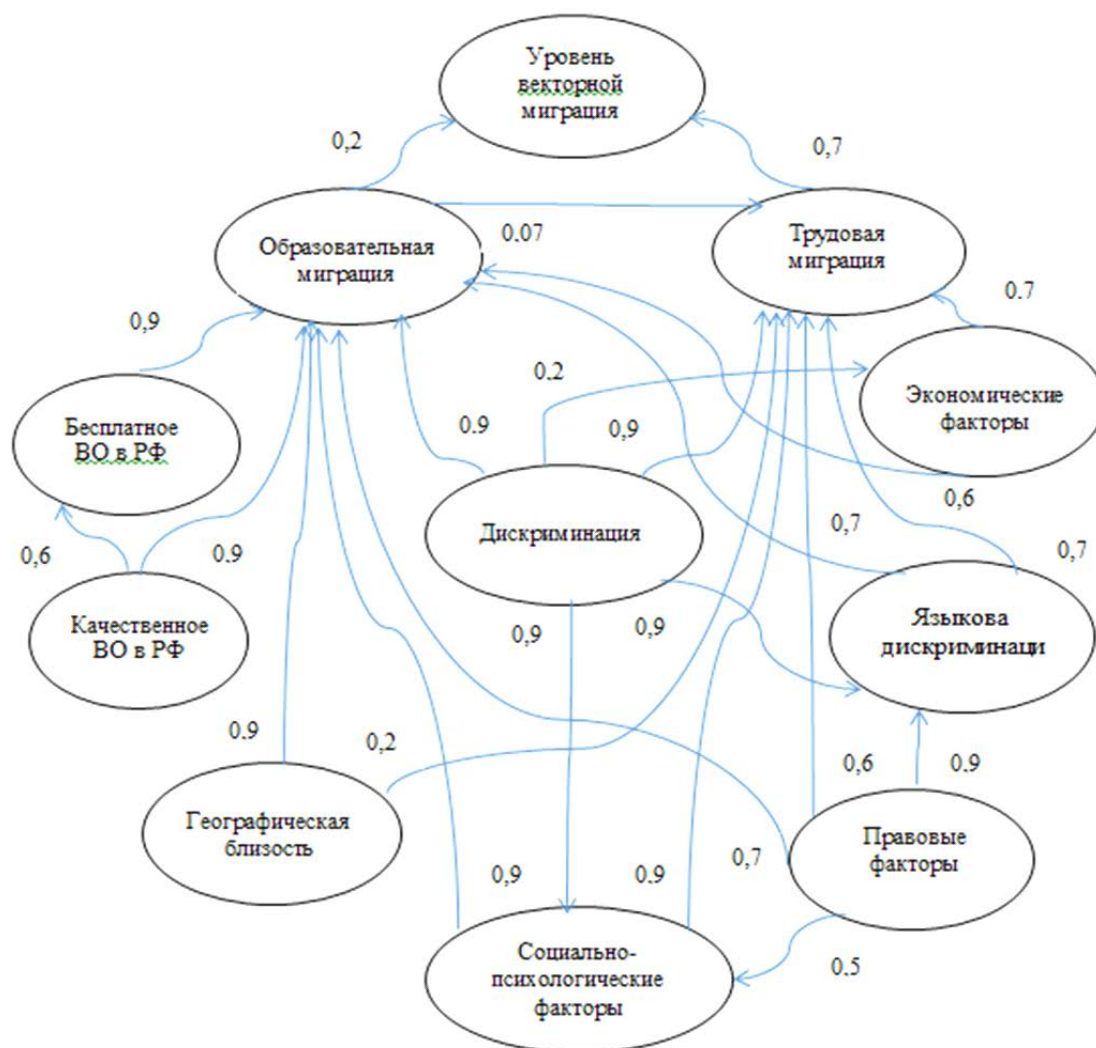 Уровень
векторной
миграция
0,2
0,7
Образовательная
миграция
0.07
Трудовая
миграция
0,9
0.7
Бесплатное
ВО в РФ
0.9
0.2
0,9
Экономические
факторы
0,6
0.9
Дискриминация
0,7
0,6
0,7
Качественное
ВО в РФ
0,9
0,9
Языкова
дискриминаци
0.9
0,2
0,6
0.9
Географическая
близость
0,9
0.9
0,7
Правовые
факторы
Социально-
психологические
факторы
0.5